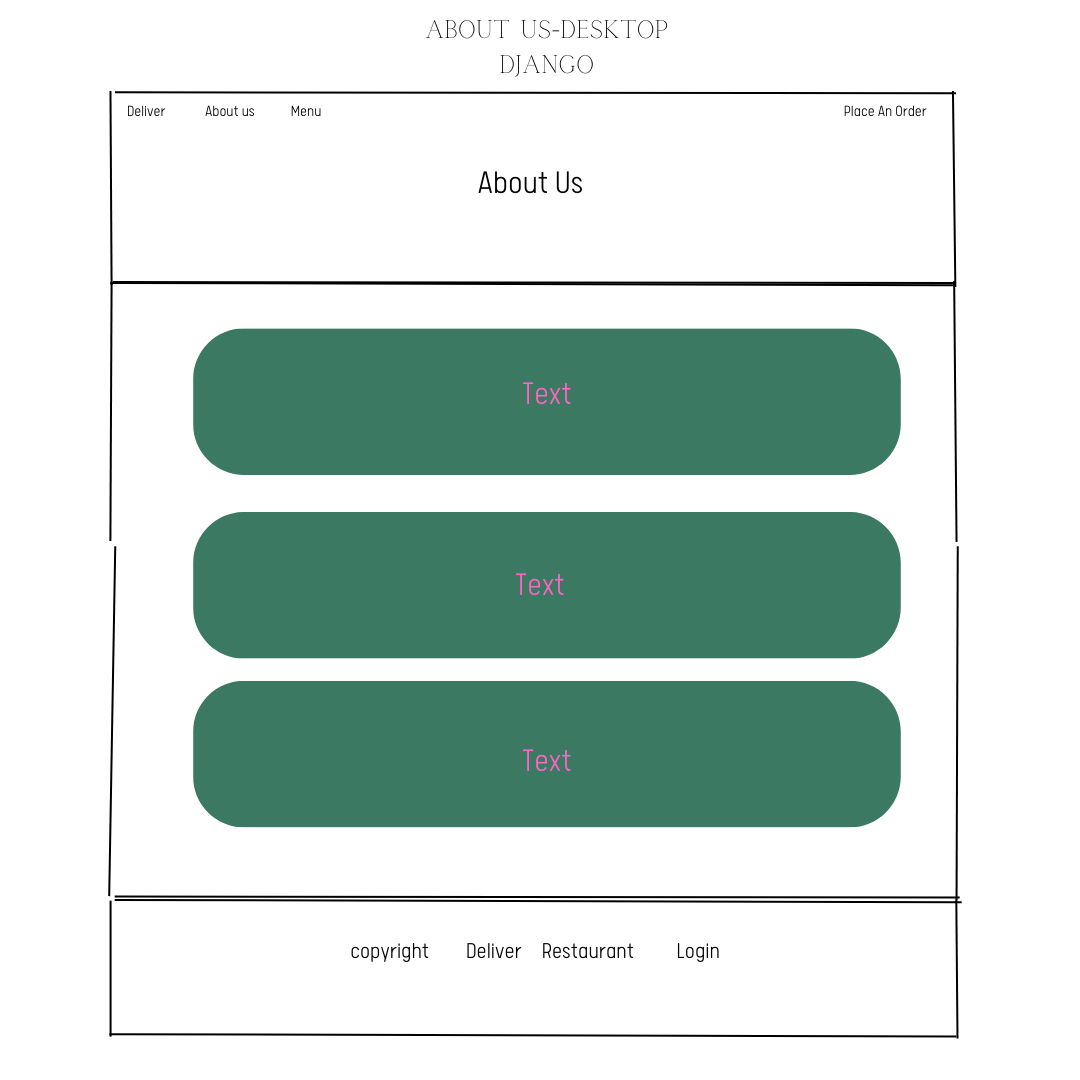 ABOUT US-DESKTOP
DJANGO
Deliver About us Menu Place An Order
About Us
Text
Text
Text
copyright Deliver Restaurant Login